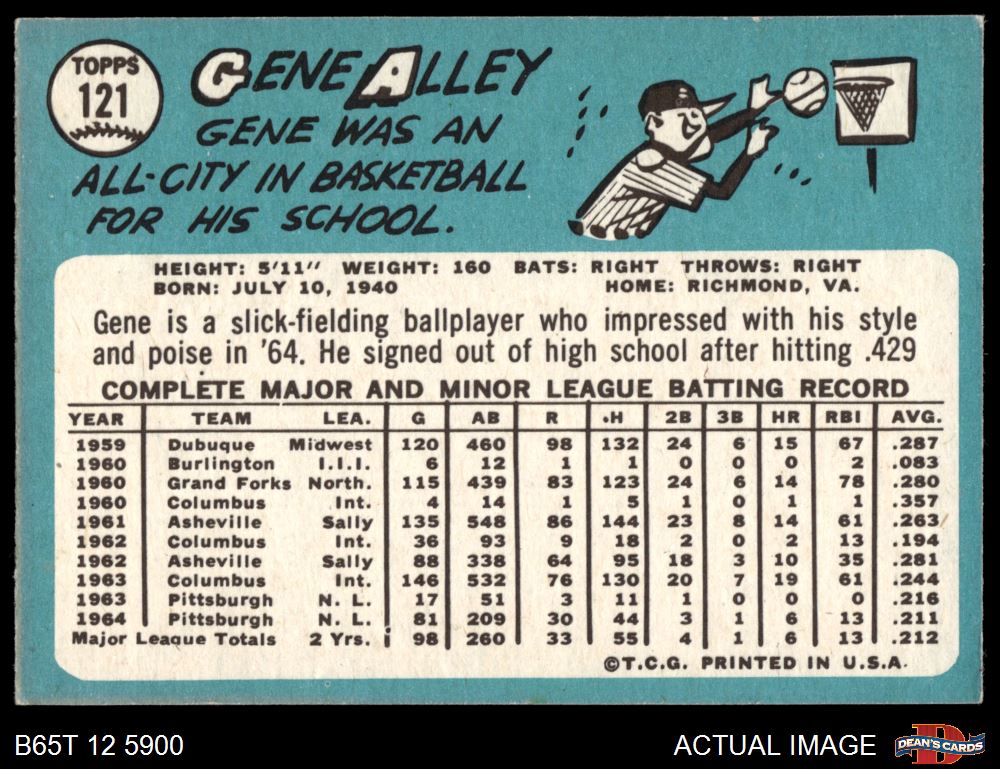 TOPPS
121
GENE ALLEY
GENE WAS AN
ALL-CITY IN BASKETBALL
FOR HIS SCHOOL.
HEIGHT: 5'11" WEIGHT: 160 BATS: RIGHT THROWS: RIGHT
BORN: JULY 10, 1940 HOME: RICHMOND, VA.
Gene is a slick-fielding ballplayer who impressed with his style
and poise in '64. He signed out of high school after hitting .429
COMPLETE MAJOR AND MINOR LEAGUE BATTING RECORD
YEAR TEAM LEA. G AB R H 2B 3B HR RBI AVG.
1959 Dubuque Midwest 120 460 98 132 24 6 15 67 .287
1960 Burlington I.I.I. 6 12 1 1 0 0 0 2 .083
1960 Grand Forks North. 115 439 83 123 24 6 14 78 .280
1960 Columbus Int. 4 14 1 5 1 0 1 1 .357
1961 Asheville Sally 135 548 86 144 23 8 14 61 .263
1962 Columbus Int. 36 93 9 18 2 0 2 13 .194
1962 Asheville Sally 88 338 64 95 18 3 10 35 .281
1963 Columbus Int. 146 532 76 130 20 7 19 61 .244
1963 Pittsburgh N. L. 17 51 3 11 1 0 0 0 .216
1964 Pittsburgh N. L. 81 209 30 44 3 1 6 13 .211
Major League Totals 2 Yrs. 98 260 33 55 4 1 6 13 .212
©T.C.G. PRINTED IN U.S.A.
B65T 12 5900 ACTUAL IMAGE
D
DEAN'S CARDS